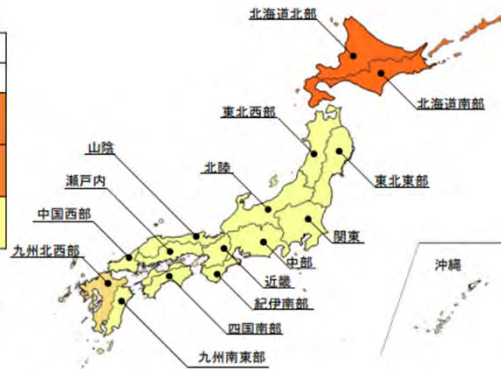 北海道北部
北海道南部
東北西部
山陰
北陸
東北東部
瀬戸内
中国西部
関東
九州北西部
中部
沖縄
近畿
紀伊南部
四国南部
九州南東部